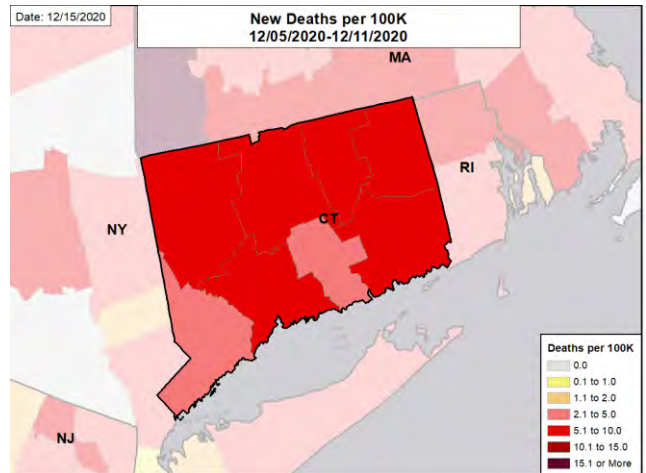 Date: 12/15/2020
New Deaths per 100K
12/05/2020-12/11/2020
MA
RI
CT
NY
NJ
Deaths per 100K
0.0
0.1 to 1.0
1.1 to 2.0
2.1 to 5.0
5.1 to 10.0
10.1 to 15.0
15.1 or More